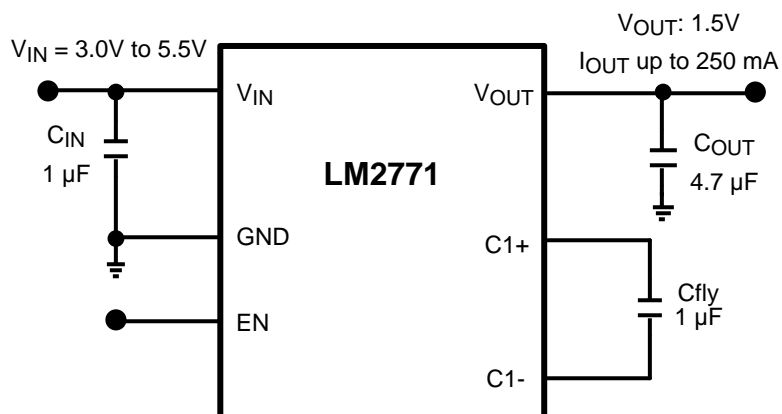 VIN = 3.0V to 5.5V
VOUT: 1.5V
IOUT up to 250 mA
VIN
VOUT
CIN
1 µF
COUT
4.7 µF
LM2771
GND
C1+
EN
Cfly
1 µF
C1-